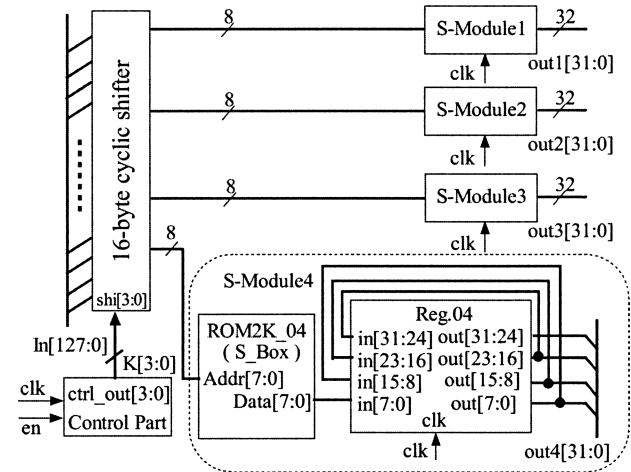 16-byte cyclic shifter
shi[3:0]
8
S-Module1
32
clk
out1[31:0]
8
S-Module2
32
clk
out2[31:0]
8
S-Module3
32
clk
out3[31:0]
8
S-Module4
Reg.04
ROM2K_04
( S_Box )
Addr[7:0]
Data[7:0]
in[31:24] out[31:24]
in[23:16] out[23:16]
in[15:8] out[15:8]
in[7:0] out[7:0]
clk
clk
out4[31:0]
In[127:0]
K[3:0]
clk
ctrl_out[3:0]
en
Control Part